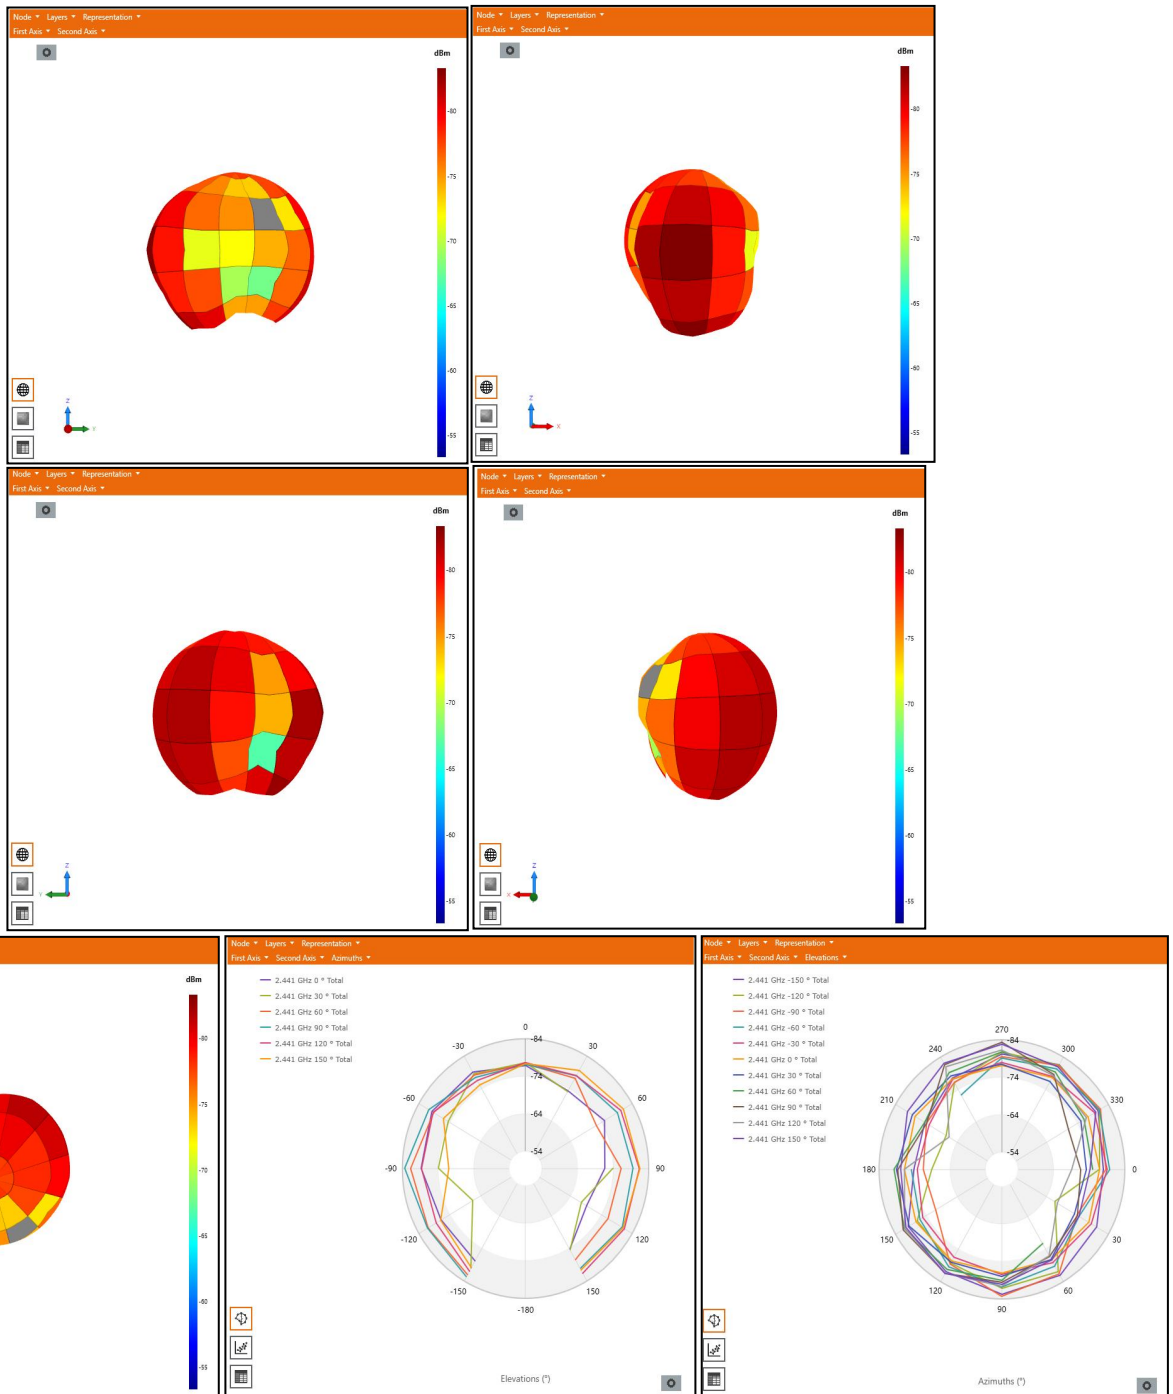 Node Layers Representation
First Axis Second Axis
dBm
-80
-75
-70
-65
-60
-55
Z
Y
Node Layers Representation
First Axis Second Axis
dBm
-80
-75
-70
-65
-60
-55
Z
X
Node Layers Representation
First Axis Second Axis
dBm
-80
-75
-70
-65
-60
-55
Z
Y
Node Layers Representation
First Axis Second Axis
dBm
-80
-75
-70
-65
-60
-55
Z
X
dBm
-80
-75
-70
-65
-60
-55
Node Layers Representation
First Axis Second Axis Azimuths
2.441 GHz 0 ° Total
2.441 GHz 30 ° Total
2.441 GHz 60 ° Total
2.441 GHz 90 ° Total
2.441 GHz 120 ° Total
2.441 GHz 150 ° Total
0
-84
-30
30
-74
-60
60
-64
-54
-90
90
-120
120
-150
150
-180
Elevations (°)
Node Layers Representation
First Axis Second Axis Elevations
2.441 GHz -150 ° Total
2.441 GHz -120 ° Total
2.441 GHz -90 ° Total
2.441 GHz -60 ° Total
2.441 GHz -30 ° Total
2.441 GHz 0 ° Total
2.441 GHz 30 ° Total
2.441 GHz 60 ° Total
2.441 GHz 90 ° Total
2.441 GHz 120 ° Total
2.441 GHz 150 ° Total
270
-84
240
300
-74
210
330
-64
-54
180
0
150
30
120
60
90
Azimuths (°)